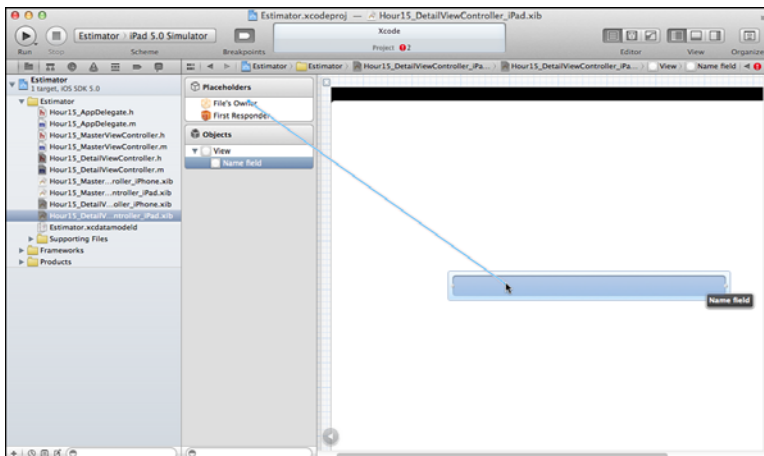 Estimator.xcodeproj — Hour15_DetailViewController_iPad.xib
Estimator › iPad 5.0 Simulator
Xcode
Project 2
Run Stop Scheme Breakpoints Editor View Organize
Estimator Estimator Hour15_DetailViewController_iPa... Hour15_DetailViewController_iPa... View Name field
Estimator
1 target, iOS SDK 5.0
Estimator
Hour15_AppDelegate.h
Hour15_AppDelegate.m
Hour15_MasterViewController.h
Hour15_MasterViewController.m
Hour15_DetailViewController.h
Hour15_DetailViewController.m
Hour15_Master...roller_iPhone.xib
Hour15_Master...ntroller_iPad.xib
Hour15_DetailV...oller_iPhone.xib
Hour15_DetailV...ntroller_iPad.xib
Estimator.xcdatamodeld
Supporting Files
Frameworks
Products
Placeholders
File's Owner
First Responder
Objects
View
Name field
Name field